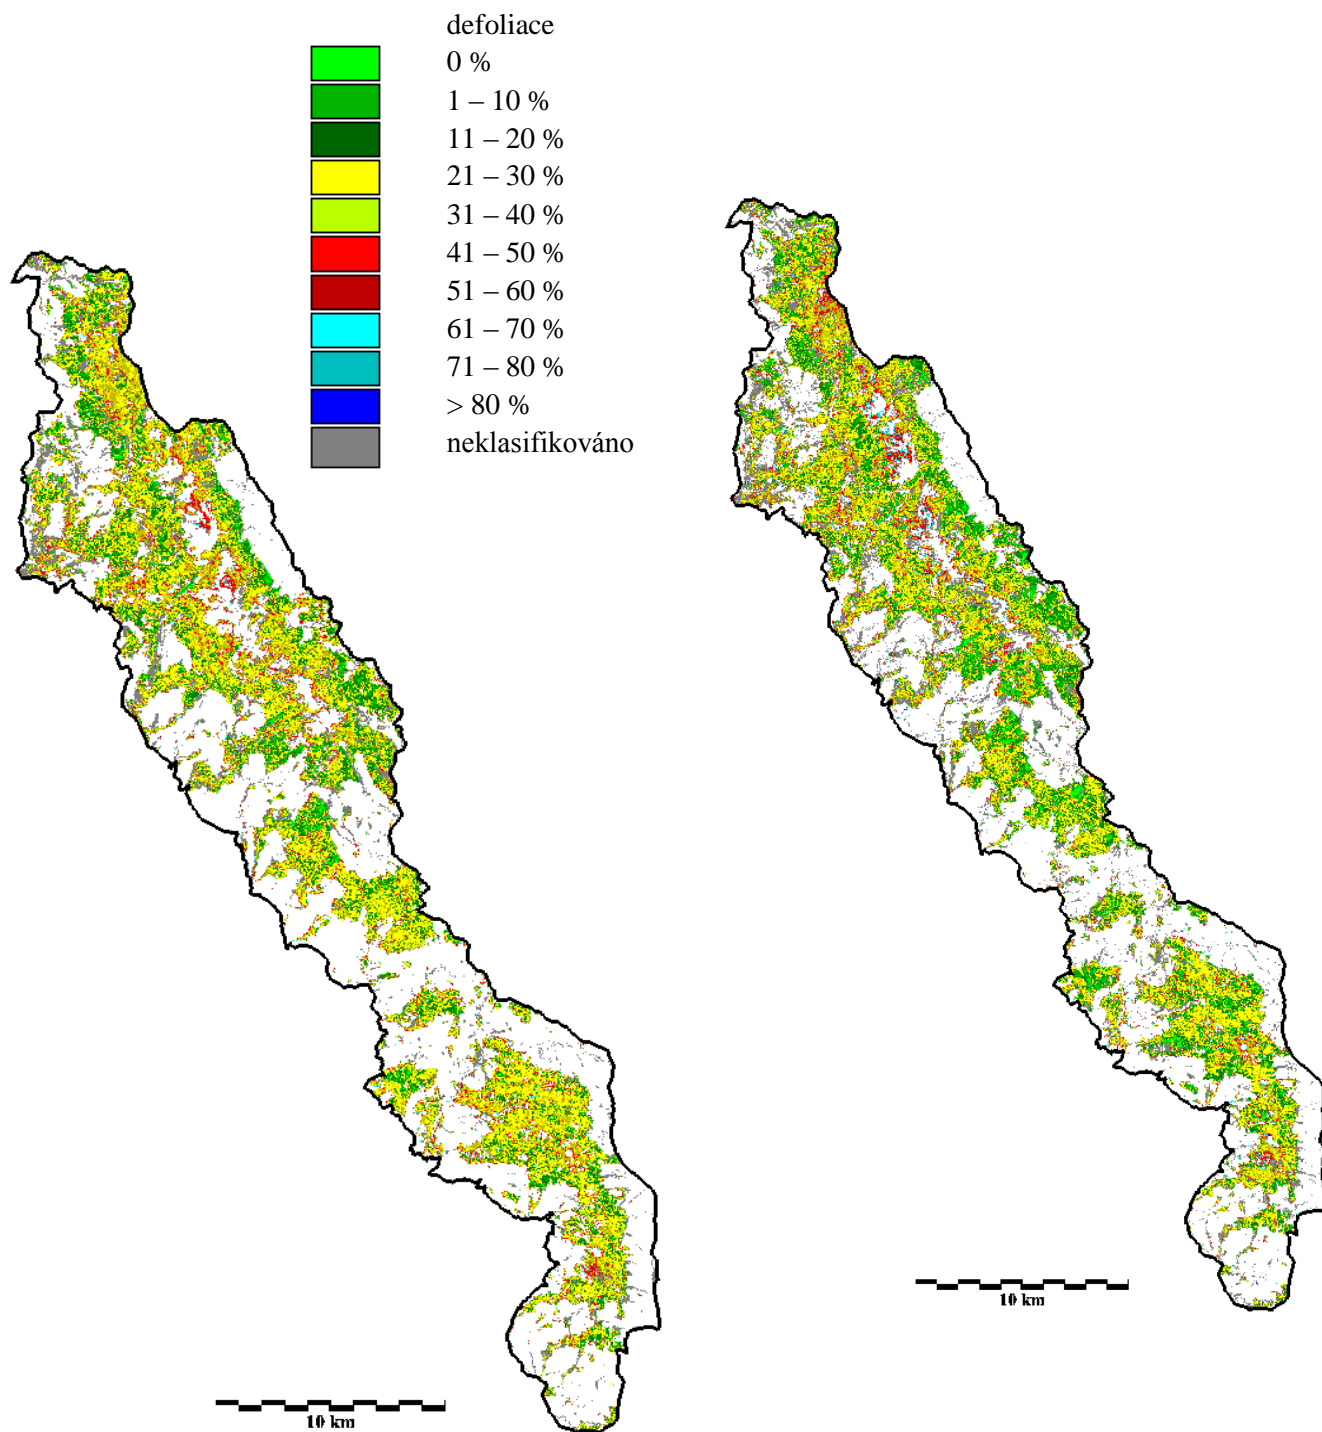 defoliace
0 %
1 – 10 %
11 – 20 %
21 – 30 %
31 – 40 %
41 – 50 %
51 – 60 %
61 – 70 %
71 – 80 %
> 80 %
neklasifikováno
10 km
10 km